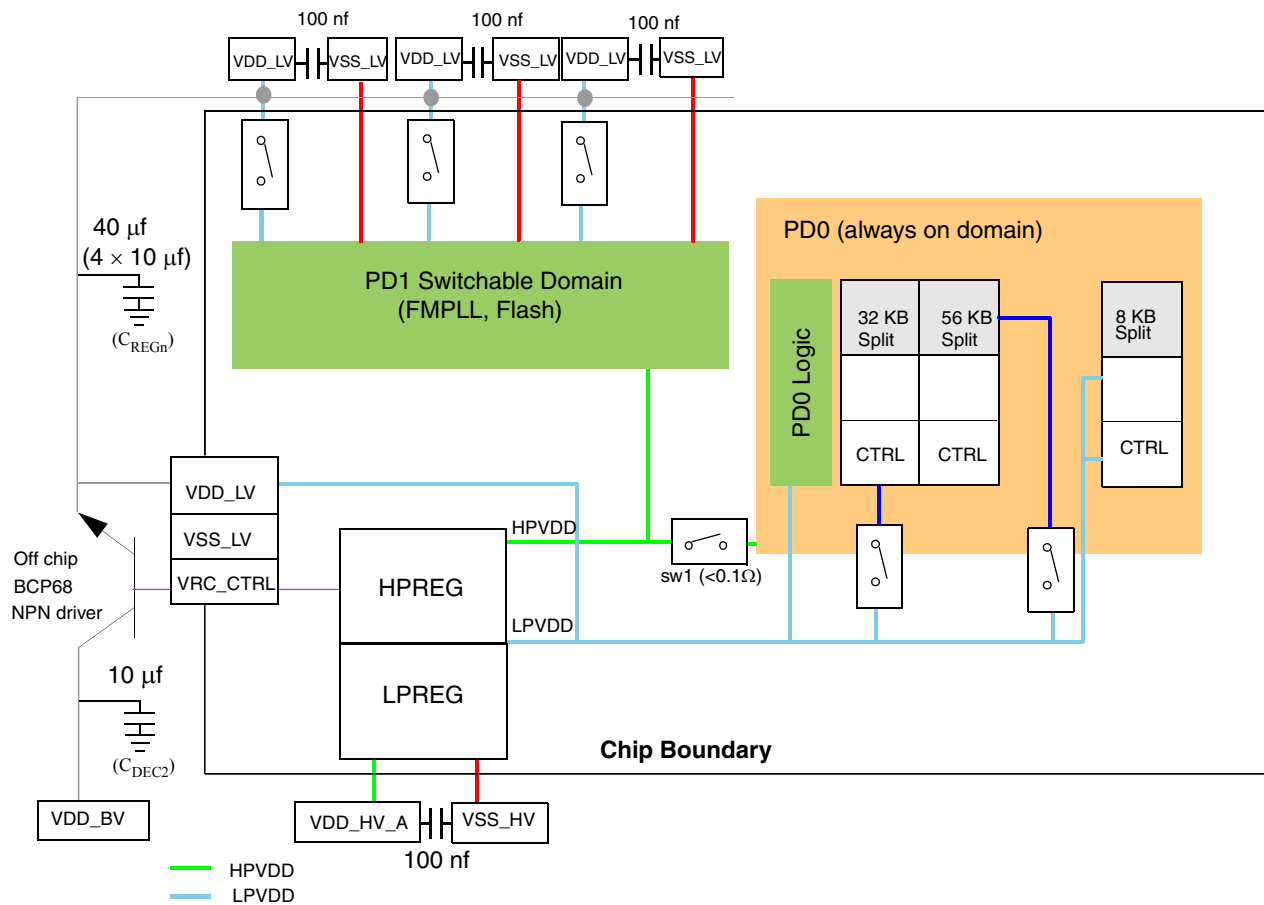 100 nf
100 nf
100 nf
VDD_LV
VSS_LV
VDD_LV
VSS_LV
VDD_LV
VSS_LV
40 μf
(4 × 10 μf)
(CREGn)
PD1 Switchable Domain
(FMPLL, Flash)
PD0 (always on domain)
PD0 Logic
32 KB
Split
56 KB
Split
8 KB
Split
CTRL
CTRL
CTRL
VDD_LV
VSS_LV
VRC_CTRL
Off chip
BCP68
NPN driver
HPREG
LPREG
HPVDD
LPVDD
sw1 (<0.1Ω)
10 μf
(CDEC2)
Chip Boundary
VDD_BV
VDD_HV_A
VSS_HV
100 nf
HPVDD
LPVDD